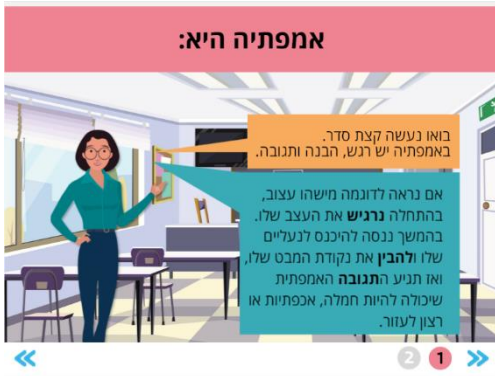 אמפתיה היא:
בואו נעשה קצת סדר.
באמפתיה יש רגש, הבנה ותגובה.
אם נראה לדוגמה מישהו עצוב,
בהתחלה נרגיש את העצב שלו.
בהמשך ננסה להיכנס לנעליים
שלו ולהבין את נקודת המבט שלו,
ואז תגיע התגובה האמפתית
שיכולה להיות חמלה, אכפתיות או
רצון לעזור.
1 2